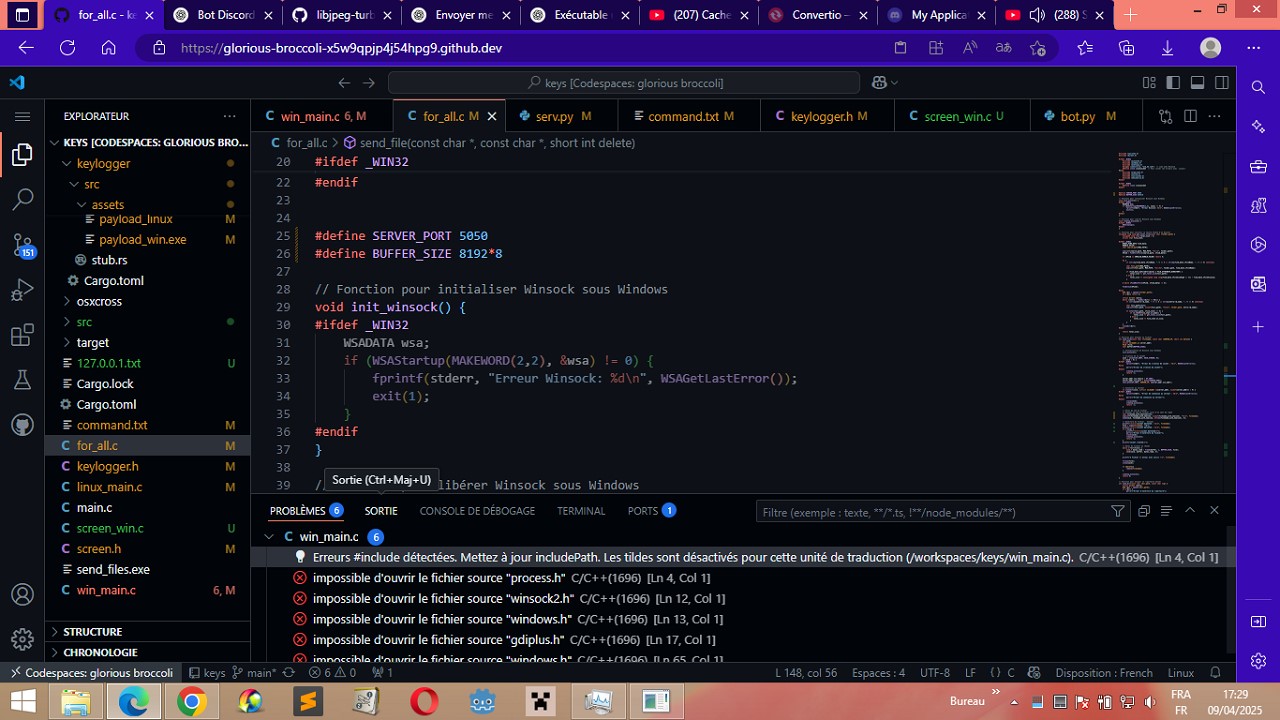 for_all.c - ke
Bot Discord
libjpeg-turb
Envoyer me
Exécutable
(207) Cache
Convertio –
My Applica
(288) S
https://glorious-broccoli-x5w9qpjp4j54hpg9.github.dev
keys [Codespaces: glorious broccoli]
EXPLORATEUR
win_main.c 6, M
for_all.c M
serv.py M
command.txt M
keylogger.h M
screen_win.c U
bot.py M
KEYS [CODESPACES: GLORIOUS BRO...
for_all.c > send_file(const char *, const char *, short int delete)
keylogger
src
assets
payload_linux M
payload_win.exe M
stub.rs
Cargo.toml
osxcross
src
target
127.0.0.1.txt U
Cargo.lock
Cargo.toml
command.txt M
for_all.c M
keylogger.h M
linux_main.c M
main.c
screen_win.c U
screen.h M
send_files.exe
win_main.c 6, M
STRUCTURE
CHRONOLOGIE
151
20 #ifdef _WIN32
22 #endif
23
24
25 #define SERVER_PORT 5050
26 #define BUFFER_SIZE 8192*8
27
28
29 void init_winsock
30 #ifdef _WIN32
31 WSADATA wsa;
32 if (WSAStartup(MAKEWORD(2,2), &wsa) != 0) {
33 fprintf(stderr, "Erreur Winsock: %d\n", WSAGetLastError());
34 exit(1);
35 }
36 #endif
37 }
38
39 libérer Winsock sous Windows
PROBLÈMES 6
SORTIE
CONSOLE DE DÉBOGAGE
TERMINAL
PORTS 1
Filtre (exemple : texte, **/*.ts, !**/node_modules/**)
win_main.c 6
Erreurs #include détectées. Mettez à jour includePath. Les tildes sont désactivés pour cette unité de traduction (/workspaces/keys/win_main.c). C/C++(1696) [Ln 4, Col 1]
impossible d'ouvrir le fichier source "process.h" C/C++(1696) [Ln 4, Col 1]
impossible d'ouvrir le fichier source "winsock2.h" C/C++(1696) [Ln 12, Col 1]
impossible d'ouvrir le fichier source "windows.h" C/C++(1696) [Ln 13, Col 1]
impossible d'ouvrir le fichier source "gdiplus.h" C/C++(1696) [Ln 17, Col 1]
impossible d'ouvrir le fichier source "windows.h" C/C++(1696) [Ln 65, Col 1]
Codespaces: glorious broccoli
keys
main*
6
0
1
L 148, col 56
Espaces : 4
UTF-8
LF
{ } C
Disposition : French
Linux
Bureau
FRA
FR
17:29
09/04/2025